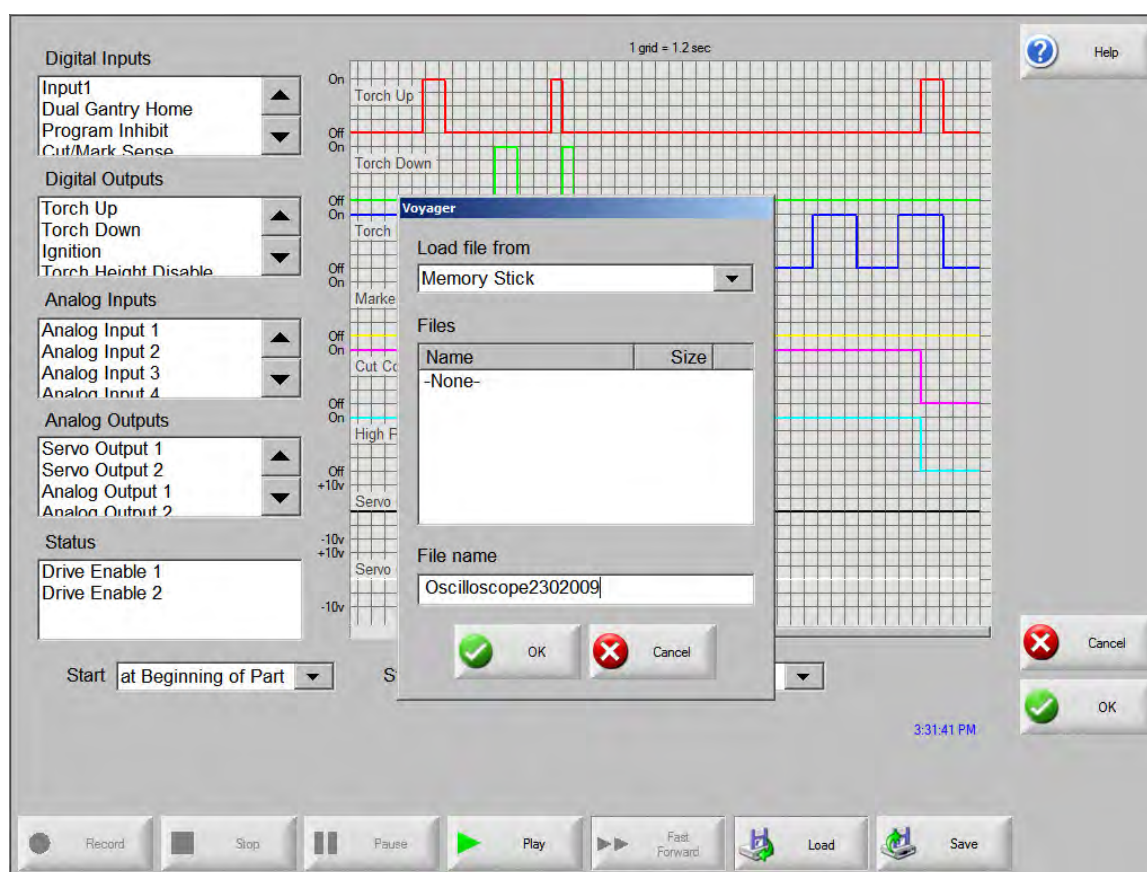 1 grid = 1.2 sec
Help
Digital Inputs
Input1
Dual Gantry Home
Program Inhibit
Cut/Mark Sense
Digital Outputs
Torch Up
Torch Down
Ignition
Torch Height Disable
Analog Inputs
Analog Input 1
Analog Input 2
Analog Input 3
Analog Input 4
Analog Outputs
Servo Output 1
Servo Output 2
Analog Output 1
Analog Output 2
Status
Drive Enable 1
Drive Enable 2
On
Torch Up
Off
On
Torch Down
Off
On
Torch
Off
On
Marke
Off
On
Cut Co
Off
On
High F
Off
+10v
Servo
-10v
+10v
Servo
-10v
Voyager
Load file from
Memory Stick
Files
Name Size
-None-
File name
Oscilloscope2302009
OK Cancel
Start at Beginning of Part S
3:31:41 PM
Cancel
OK
Record Stop Pause Play Fast Forward Load Save